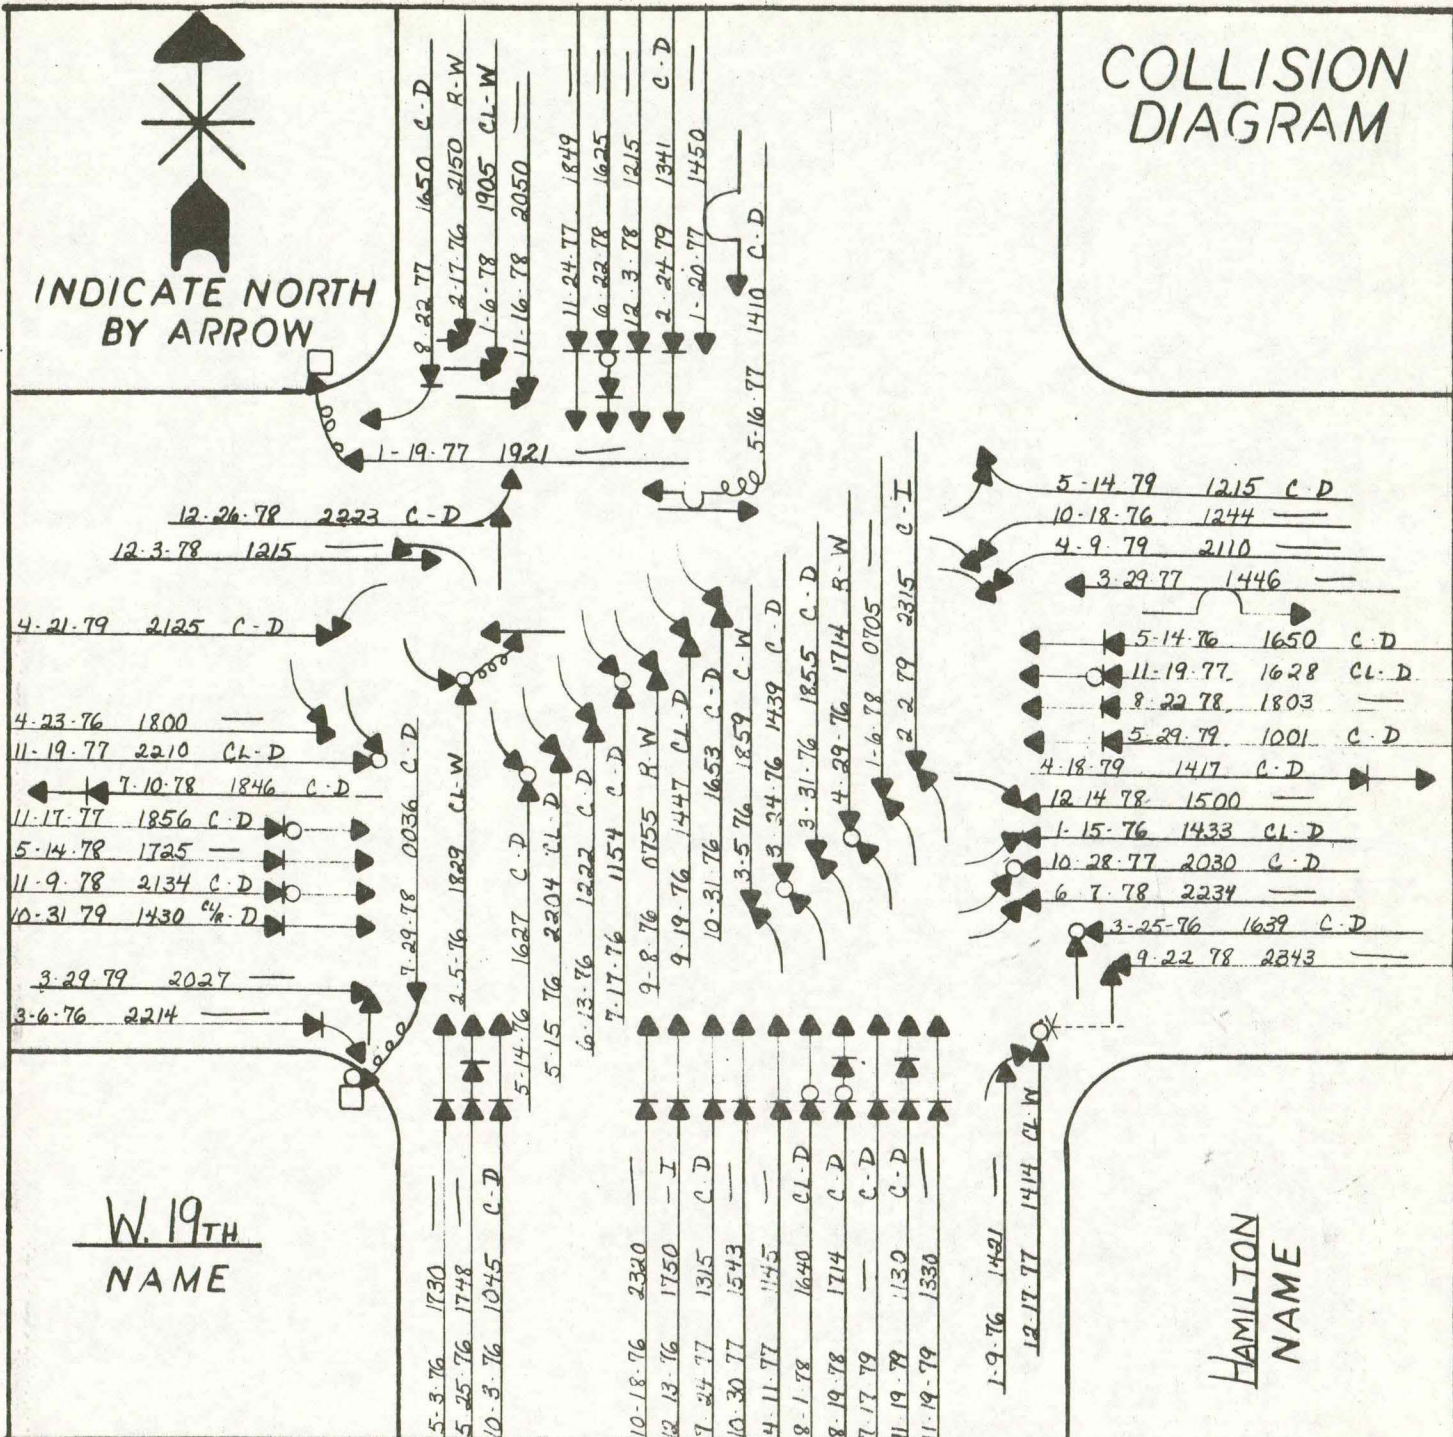 COLLISION
DIAGRAM
INDICATE NORTH
BY ARROW
8-22-77 1650 C-D
2-17-76 2150 R-W
1-6-78 1905 CL-W
11-16-78 2050 —
11-24-77 1849 —
6-22-78 1625 —
12-3-78 1215 —
2-24-79 1341 C-D
1-20-77 1450 —
5-16-77 1410 C-D
1-19-77 1921 —
12-26-78 2223 C-D
12-3-78 1215 —
4-21-79 2125 C-D
4-23-76 1800 —
11-19-77 2210 CL-D
7-10-78 1846 C-D
11-17-77 1856 C-D
5-14-78 1725 —
11-9-78 2134 C-D
10-31-79 1430 CL/R-D
3-29-79 2027 —
3-6-76 2214 —
7-29-78 0036 C-D
2-5-76 1829 CL-W
5-14-76 1627 C-D
5-15-76 2204 CL-D
6-13-76 1222 C-D
7-17-76 1154 C-D
9-8-76 0755 R-W
9-19-76 1447 CL-D
10-31-76 1653 C-D
3-5-76 1859 C-W
3-24-76 1439 C-D
3-31-76 1855 C-D
4-29-76 1714 R-W
1-6-78 0705 —
2-2-79 2315 C-I
5-14-79 1215 C-D
10-18-76 1244 —
4-9-79 2110 —
3-29-77 1446 —
5-14-76 1650 C-D
11-19-77 1628 CL-D
8-22-78 1803 —
5-29-79 1001 C-D
4-18-79 1417 C-D
12-14-78 1500 —
1-15-76 1433 CL-D
10-28-77 2030 C-D
6-7-78 2234 —
3-25-76 1639 C-D
9-22-78 2343 —
5-3-76 1730 —
5-25-76 1748 —
10-3-76 1045 C-D
10-18-76 2320 —
12-13-76 1750 -I
7-24-77 1315 C-D
10-30-77 1543 —
4-11-77 1145 —
8-1-78 1640 CL-D
8-19-78 1714 C-D
7-17-79 — C-D
11-19-79 1130 C-D
11-19-79 1330 —
1-9-76 1421 —
12-17-77 1414 CL-W
W. 19TH
NAME
HAMILTON
NAME